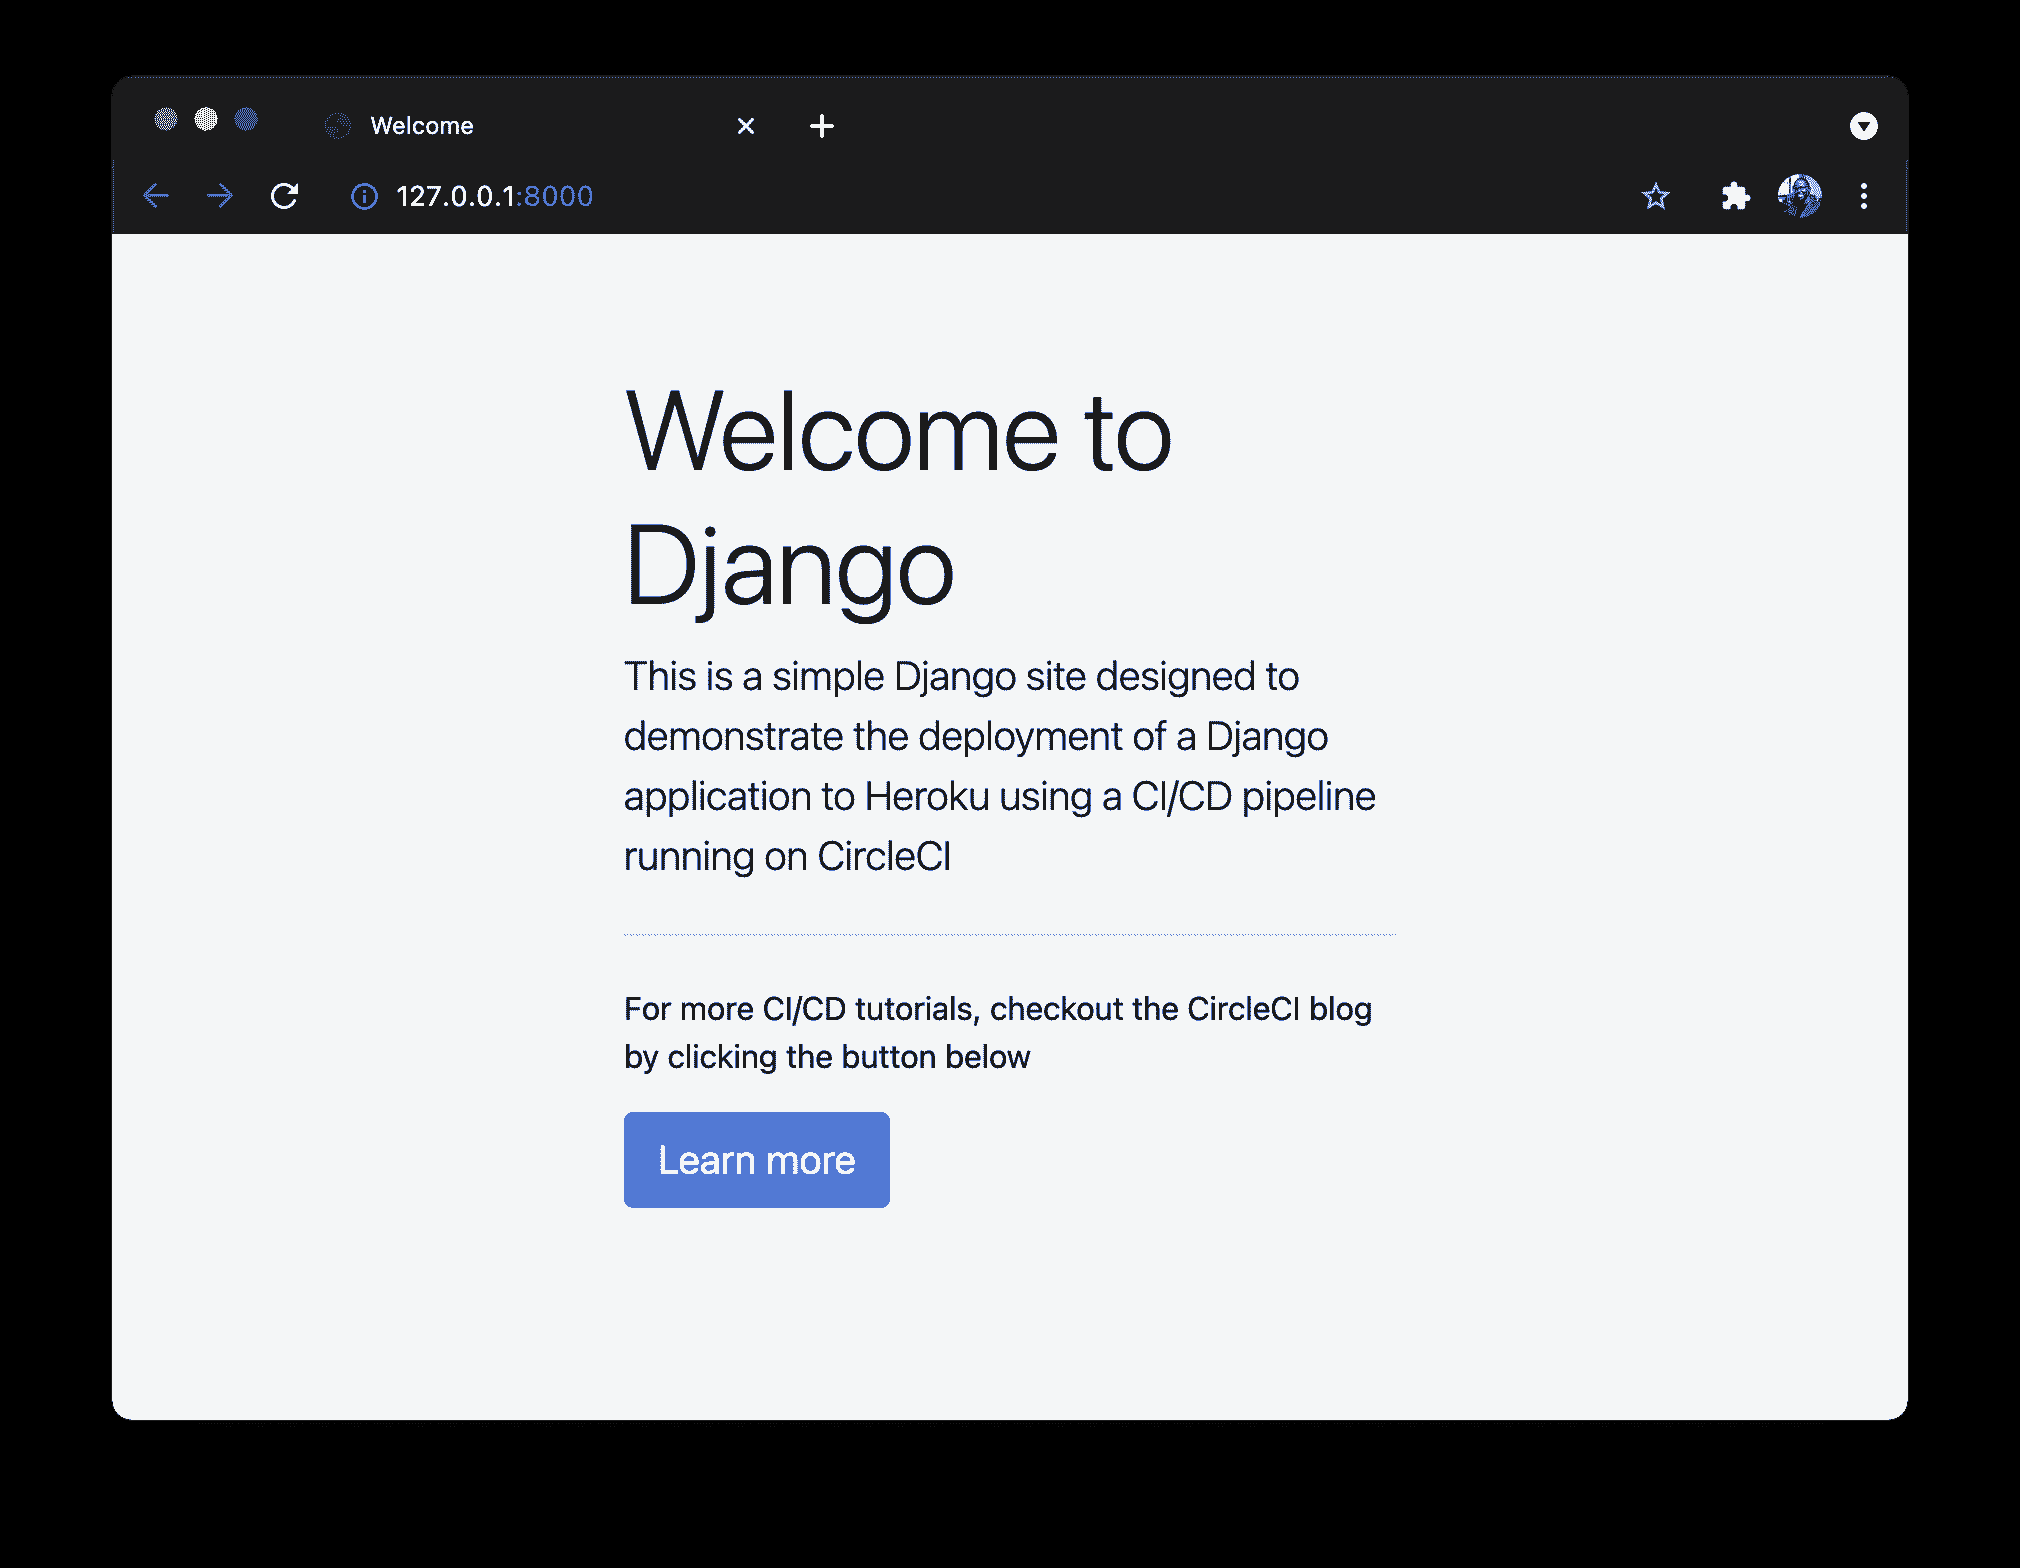 Welcome
127.0.0.1:8000
Welcome to
Django
This is a simple Django site designed to
demonstrate the deployment of a Django
application to Heroku using a CI/CD pipeline
running on CircleCI
For more CI/CD tutorials, checkout the CircleCI blog
by clicking the button below
Learn more